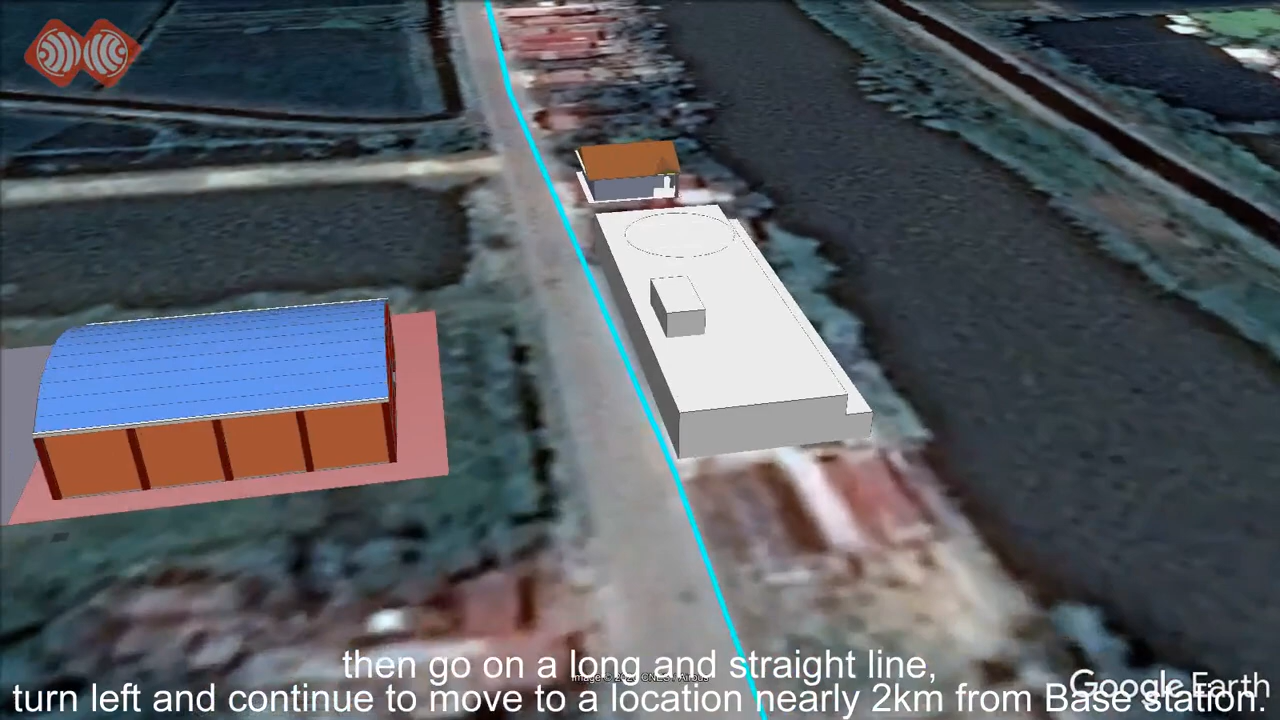 then go on a long and straight line,
turn left and continue to move to a location nearly 2km from Base station.
Google Earth